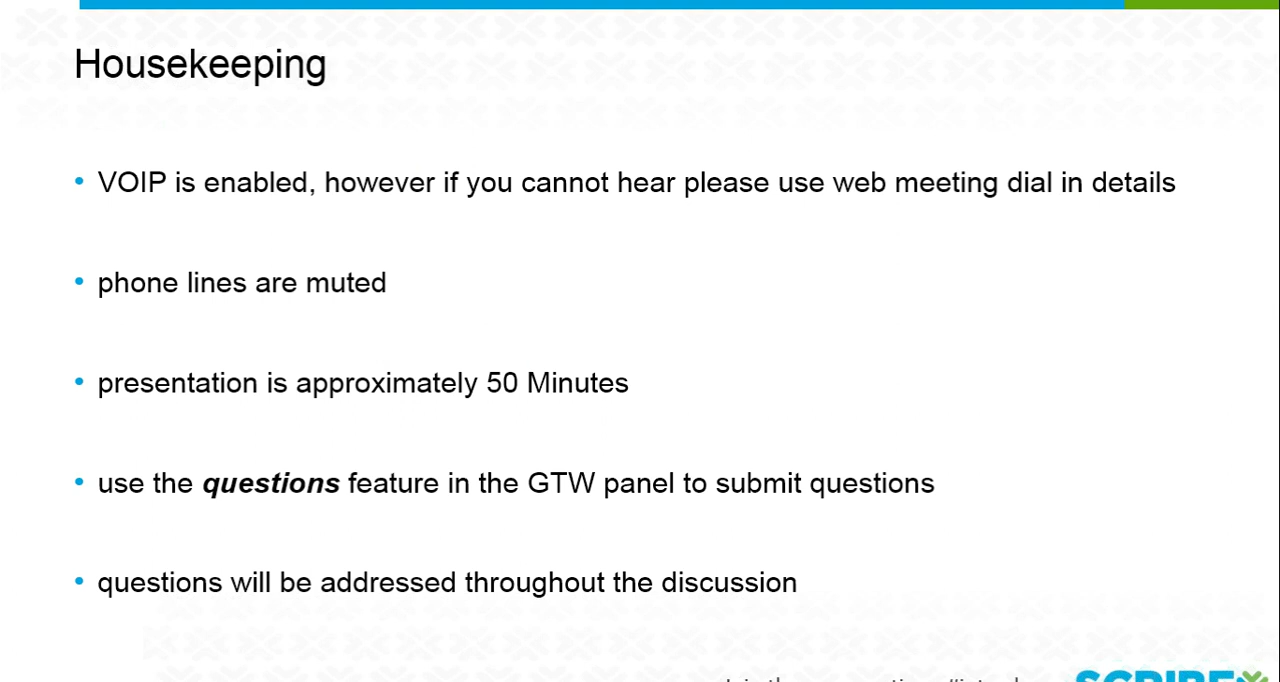 Housekeeping
• VOIP is enabled, however if you cannot hear please use web meeting dial in details
• phone lines are muted
• presentation is approximately 50 Minutes
• use the questions feature in the GTW panel to submit questions
• questions will be addressed throughout the discussion